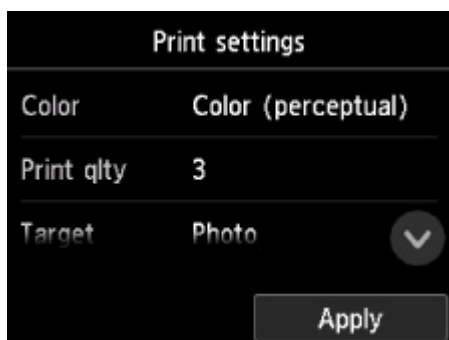 Print settings
Color Color (perceptual)
Print qlty 3
Target Photo
Apply